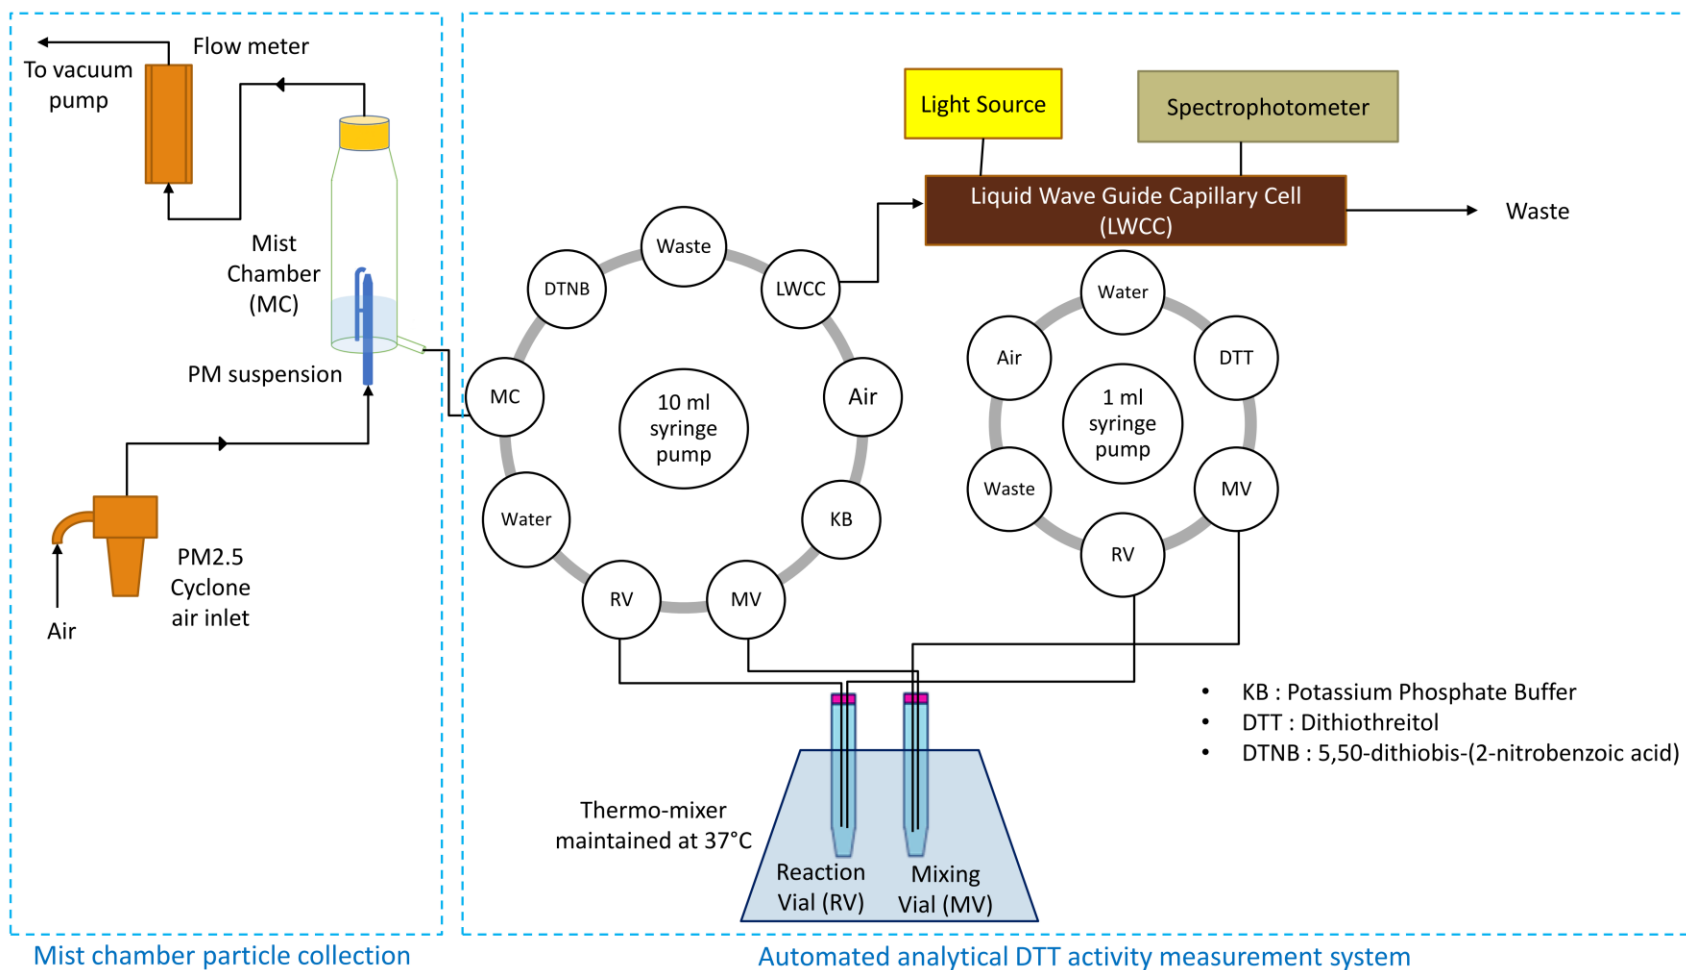 Flow meter
To vacuum
pump
Mist
Chamber
(MC)
PM suspension
PM2.5
Cyclone
air inlet
Air
Mist chamber particle collection
Light Source
Spectrophotometer
Liquid Wave Guide Capillary Cell
(LWCC)
Waste
Waste
LWCC
Air
KB
MV
RV
Water
MC
DTNB
10 ml
syringe
pump
Water
DTT
MV
RV
Waste
Air
1 ml
syringe
pump
• KB : Potassium Phosphate Buffer
• DTT : Dithiothreitol
• DTNB : 5,50-dithiobis-(2-nitrobenzoic acid)
Thermo-mixer
maintained at 37°C
Reaction
Vial (RV)
Mixing
Vial (MV)
Automated analytical DTT activity measurement system